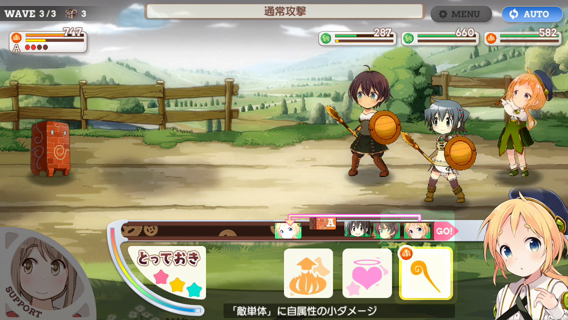 WAVE 3/3 3
通常攻撃
MENU
AUTO
747
A
287
660
582
A
GO!
とっておき
SUPPORT
「敵単体」に自属性の小ダメージ